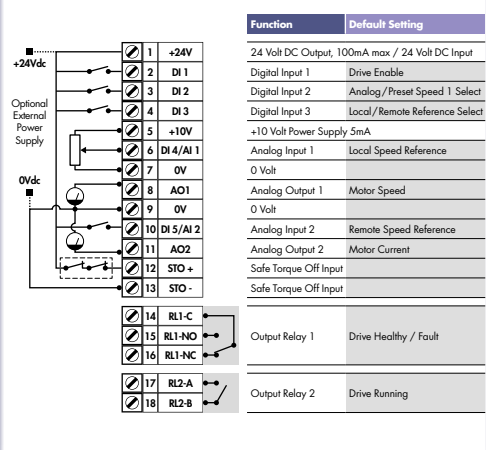 Function Default Setting
1 +24V 24 Volt DC Output, 100mA max / 24 Volt DC Input
+24Vdc
2 DI 1 Digital Input 1 Drive Enable
3 DI 2 Digital Input 2 Analog/Preset Speed 1 Select
Optional
External
Power
Supply
4 DI 3 Digital Input 3 Local/Remote Reference Select
5 +10V +10 Volt Power Supply 5mA
6 DI 4/AI 1 Analog Input 1 Local Speed Reference
7 0V 0 Volt
0Vdc
8 AO1 Analog Output 1 Motor Speed
9 0V 0 Volt
10 DI 5/AI 2 Analog Input 2 Remote Speed Reference
11 AO2 Analog Output 2 Motor Current
12 STO + Safe Torque Off Input
13 STO - Safe Torque Off Input
14 RL1-C
15 RL1-NO Output Relay 1 Drive Healthy / Fault
16 RL1-NC
17 RL2-A
Output Relay 2 Drive Running
18 RL2-B